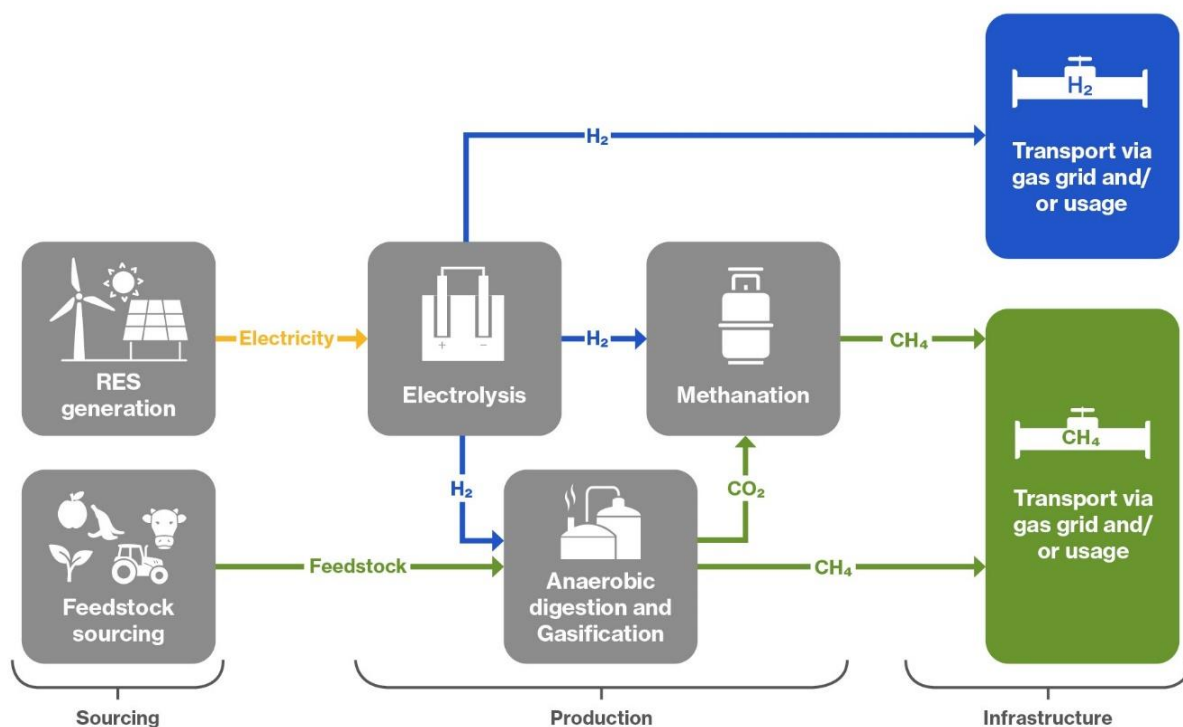 H₂
Transport via
gas grid and/
or usage
H₂
RES
generation
Electricity
+ −
Electrolysis
H₂
Methanation
CH₄
CH₄
Transport via
gas grid and/
or usage
H₂
CO₂
Feedstock
sourcing
Feedstock
Anaerobic
digestion and
Gasification
CH₄
Sourcing
Production
Infrastructure